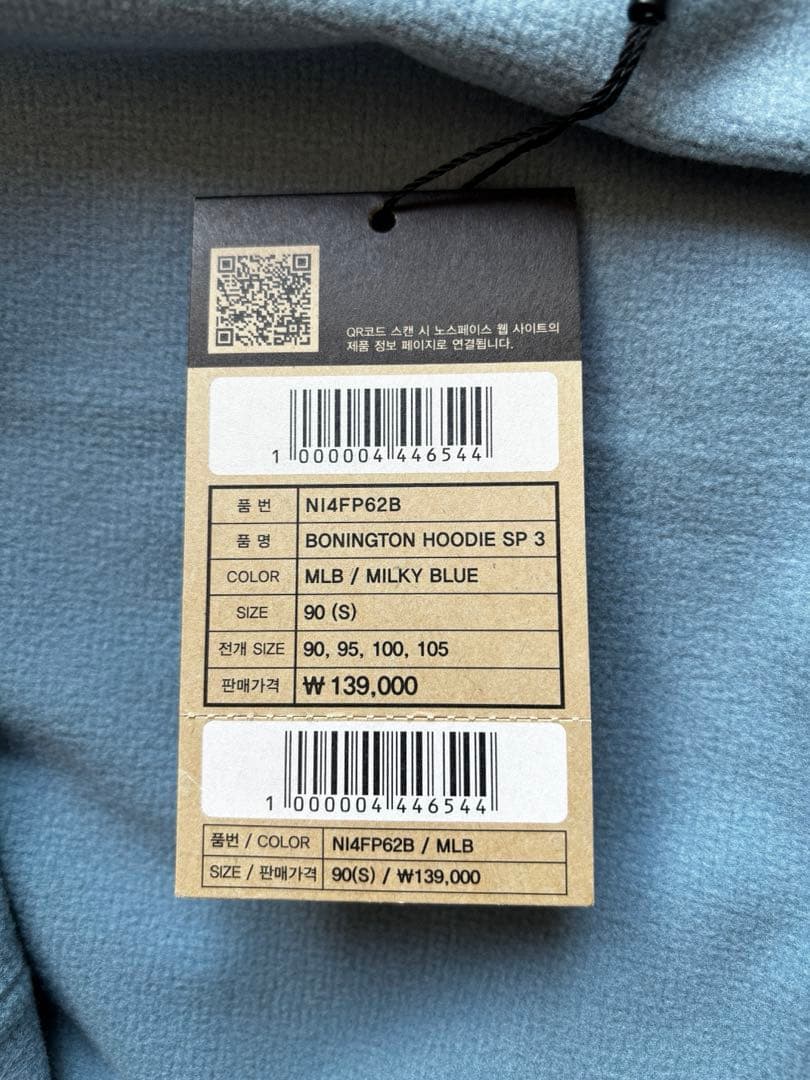 QR코드 스캔 시 노스페이스 웹 사이트의
제품 정보 페이지로 연결됩니다.
1 000004 446544
품 번 NI4FP62B
품 명 BONINGTON HOODIE SP 3
COLOR MLB / MILKY BLUE
SIZE 90 (S)
전개 SIZE 90, 95, 100, 105
판매가격 ₩ 139,000
1 000004 446544
품번 / COLOR NI4FP62B / MLB
SIZE / 판매가격 90(S) / ₩139,000